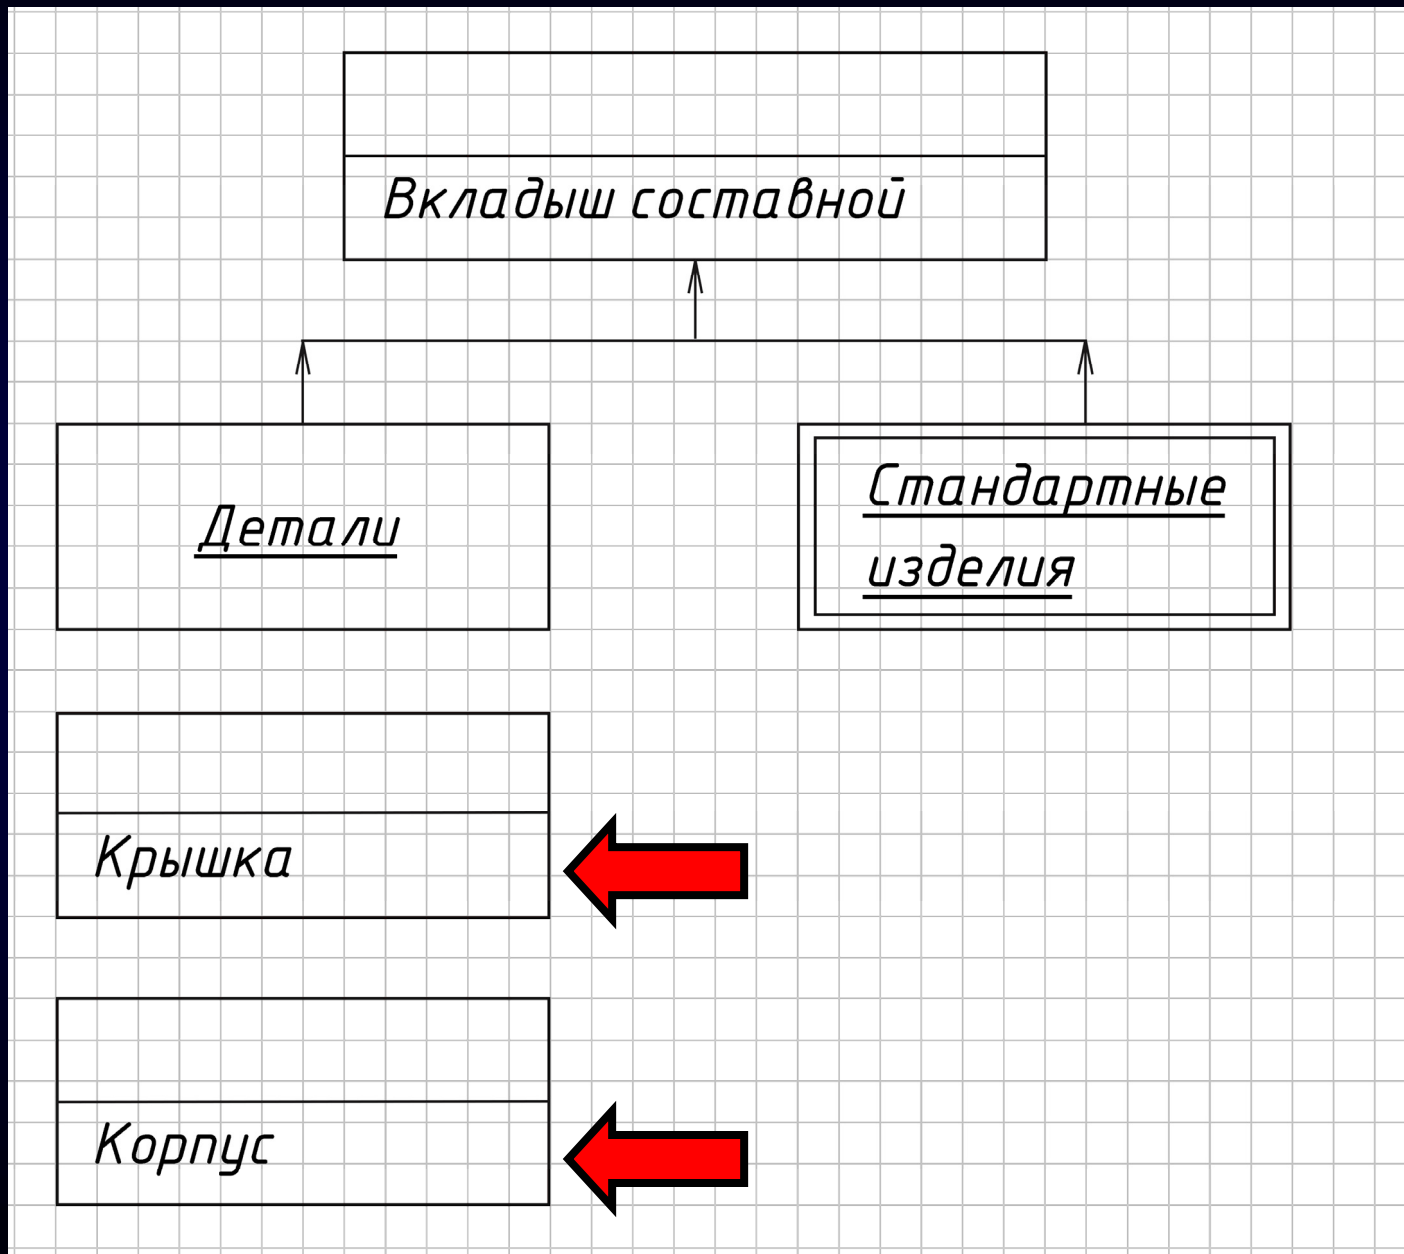 Вкладыш составной
Детали
Стандартные
изделия
Крышка
Корпус